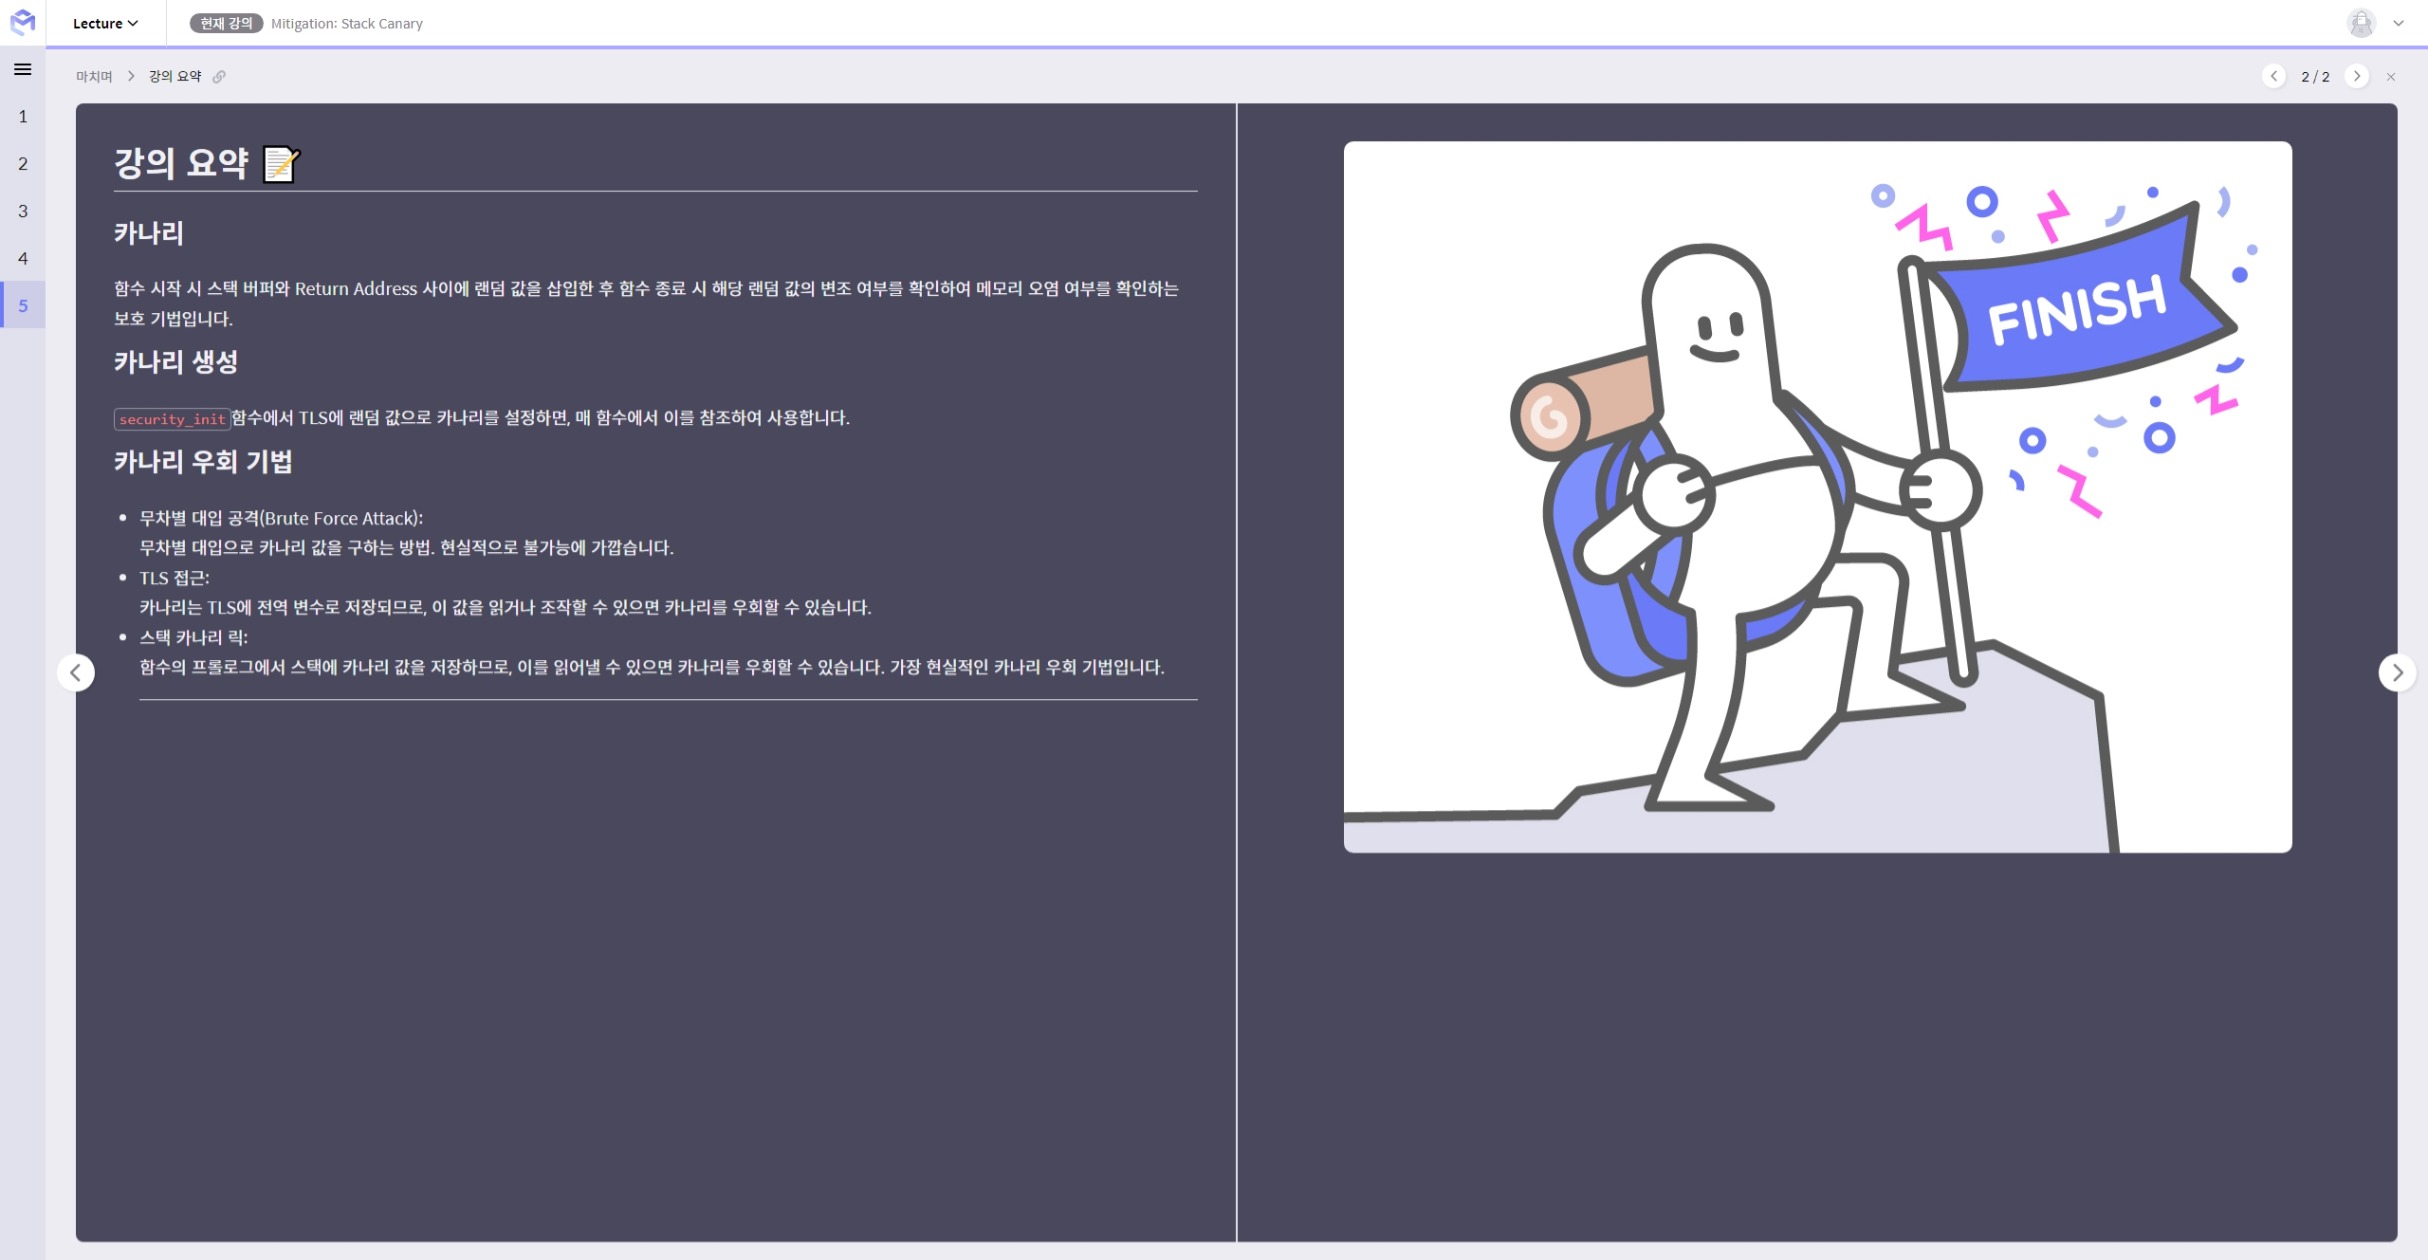 Lecture
현재 강의 Mitigation: Stack Canary
마치며 > 강의 요약
2 / 2
1
2
3
4
5
강의 요약
카나리
함수 시작 시 스택 버퍼와 Return Address 사이에 랜덤 값을 삽입한 후 함수 종료 시 해당 랜덤 값의 변조 여부를 확인하여 메모리 오염 여부를 확인하는
보호 기법입니다.
카나리 생성
security_init함수에서 TLS에 랜덤 값으로 카나리를 설정하면, 매 함수에서 이를 참조하여 사용합니다.
카나리 우회 기법
• 무차별 대입 공격(Brute Force Attack):
무차별 대입으로 카나리 값을 구하는 방법. 현실적으로 불가능에 가깝습니다.
• TLS 접근:
카나리는 TLS에 전역 변수로 저장되므로, 이 값을 읽거나 조작할 수 있으면 카나리를 우회할 수 있습니다.
• 스택 카나리 릭:
함수의 프롤로그에서 스택에 카나리 값을 저장하므로, 이를 읽어낼 수 있으면 카나리를 우회할 수 있습니다. 가장 현실적인 카나리 우회 기법입니다.
FINISH